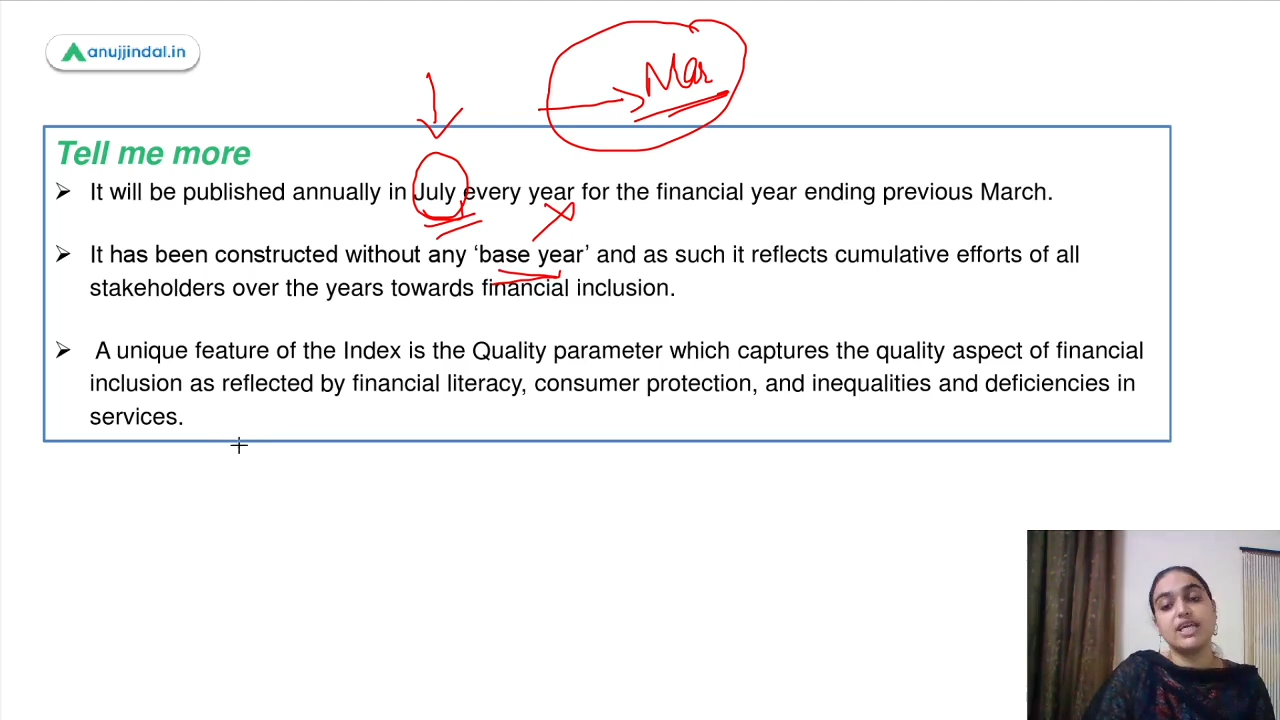 anujjindal.in
Mar
Tell me more
➤ It will be published annually in July every year for the financial year ending previous March.
➤ It has been constructed without any ‘base year’ and as such it reflects cumulative efforts of all
stakeholders over the years towards financial inclusion.
➤ A unique feature of the Index is the Quality parameter which captures the quality aspect of financial
inclusion as reflected by financial literacy, consumer protection, and inequalities and deficiencies in
services.